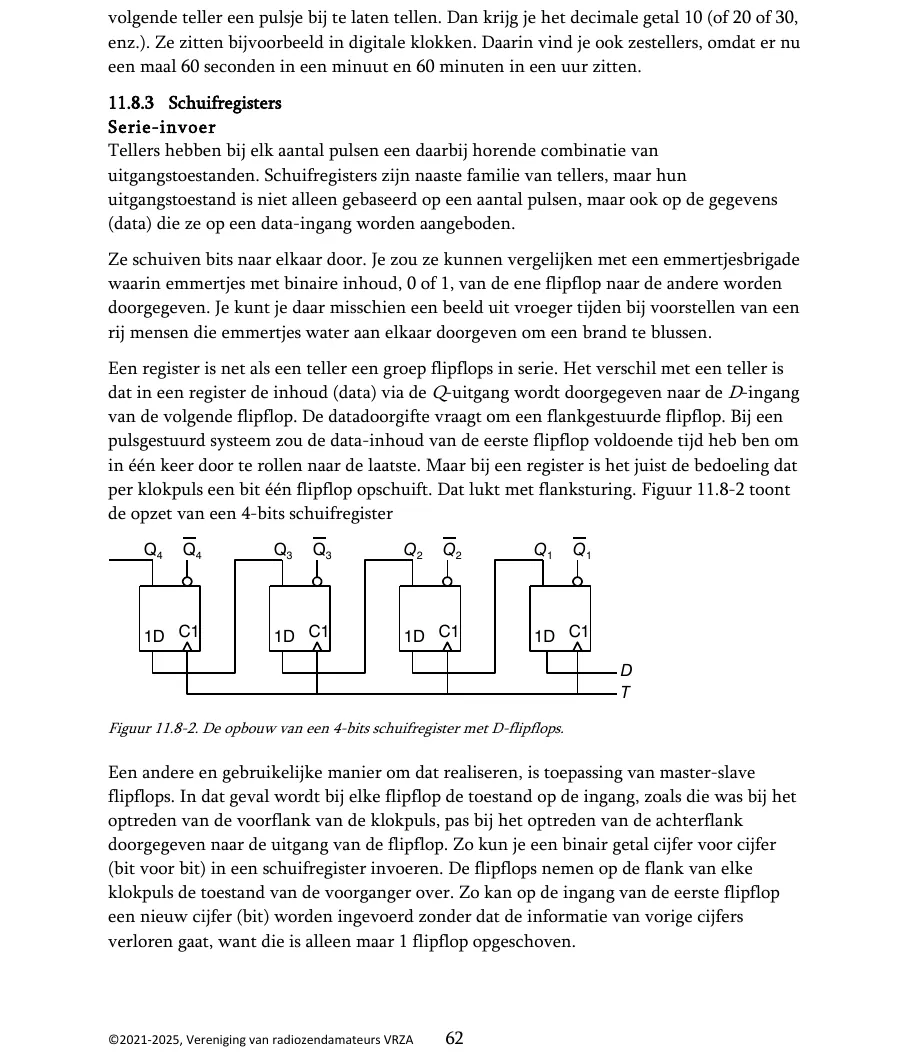 volgende teller een pulsje bij te laten tellen. Dan krijg je het decimale getal 10 (of 20 of 30,
enz.). Ze zitten bijvoorbeeld in digitale klokken. Daarin vind je ook zestellers, omdat er nu
een maal 60 seconden in een minuut en 60 minuten in een uur zitten.
11.8.3 Schuifregisters
Serie-invoer
Tellers hebben bij elk aantal pulsen een daarbij horende combinatie van
uitgangstoestanden. Schuifregisters zijn naaste familie van tellers, maar hun
uitgangstoestand is niet alleen gebaseerd op een aantal pulsen, maar ook op de gegevens
(data) die ze op een data-ingang worden aangeboden.
Ze schuiven bits naar elkaar door. Je zou ze kunnen vergelijken met een emmertjesbrigade
waarin emmertjes met binaire inhoud, 0 of 1, van de ene flipflop naar de andere worden
doorgegeven. Je kunt je daar misschien een beeld uit vroeger tijden bij voorstellen van een
rij mensen die emmertjes water aan elkaar doorgeven om een brand te blussen.
Een register is net als een teller een groep flipflops in serie. Het verschil met een teller is
dat in een register de inhoud (data) via de Q-uitgang wordt doorgegeven naar de D-ingang
van de volgende flipflop. De datadoorgifte vraagt om een flankgestuurde flipflop. Bij een
pulsgestuurd systeem zou de data-inhoud van de eerste flipflop voldoende tijd heb ben om
in één keer door te rollen naar de laatste. Maar bij een register is het juist de bedoeling dat
per klokpuls een bit één flipflop opschuift. Dat lukt met flanksturing. Figuur 11.8-2 toont
de opzet van een 4-bits schuifregister
Q4 Q̅4 Q3 Q̅3 Q2 Q̅2 Q1 Q̅1
1D C1 1D C1 1D C1 1D C1
D
T
Figuur 11.8-2. De opbouw van een 4-bits schuifregister met D-flipflops.
Een andere en gebruikelijke manier om dat realiseren, is toepassing van master-slave
flipflops. In dat geval wordt bij elke flipflop de toestand op de ingang, zoals die was bij het
optreden van de voorflank van de klokpuls, pas bij het optreden van de achterflank
doorgegeven naar de uitgang van de flipflop. Zo kun je een binair getal cijfer voor cijfer
(bit voor bit) in een schuifregister invoeren. De flipflops nemen op de flank van elke
klokpuls de toestand van de voorganger over. Zo kan op de ingang van de eerste flipflop
een nieuw cijfer (bit) worden ingevoerd zonder dat de informatie van vorige cijfers
verloren gaat, want die is alleen maar 1 flipflop opgeschoven.
©2021-2025, Vereniging van radiozendamateurs VRZA 62